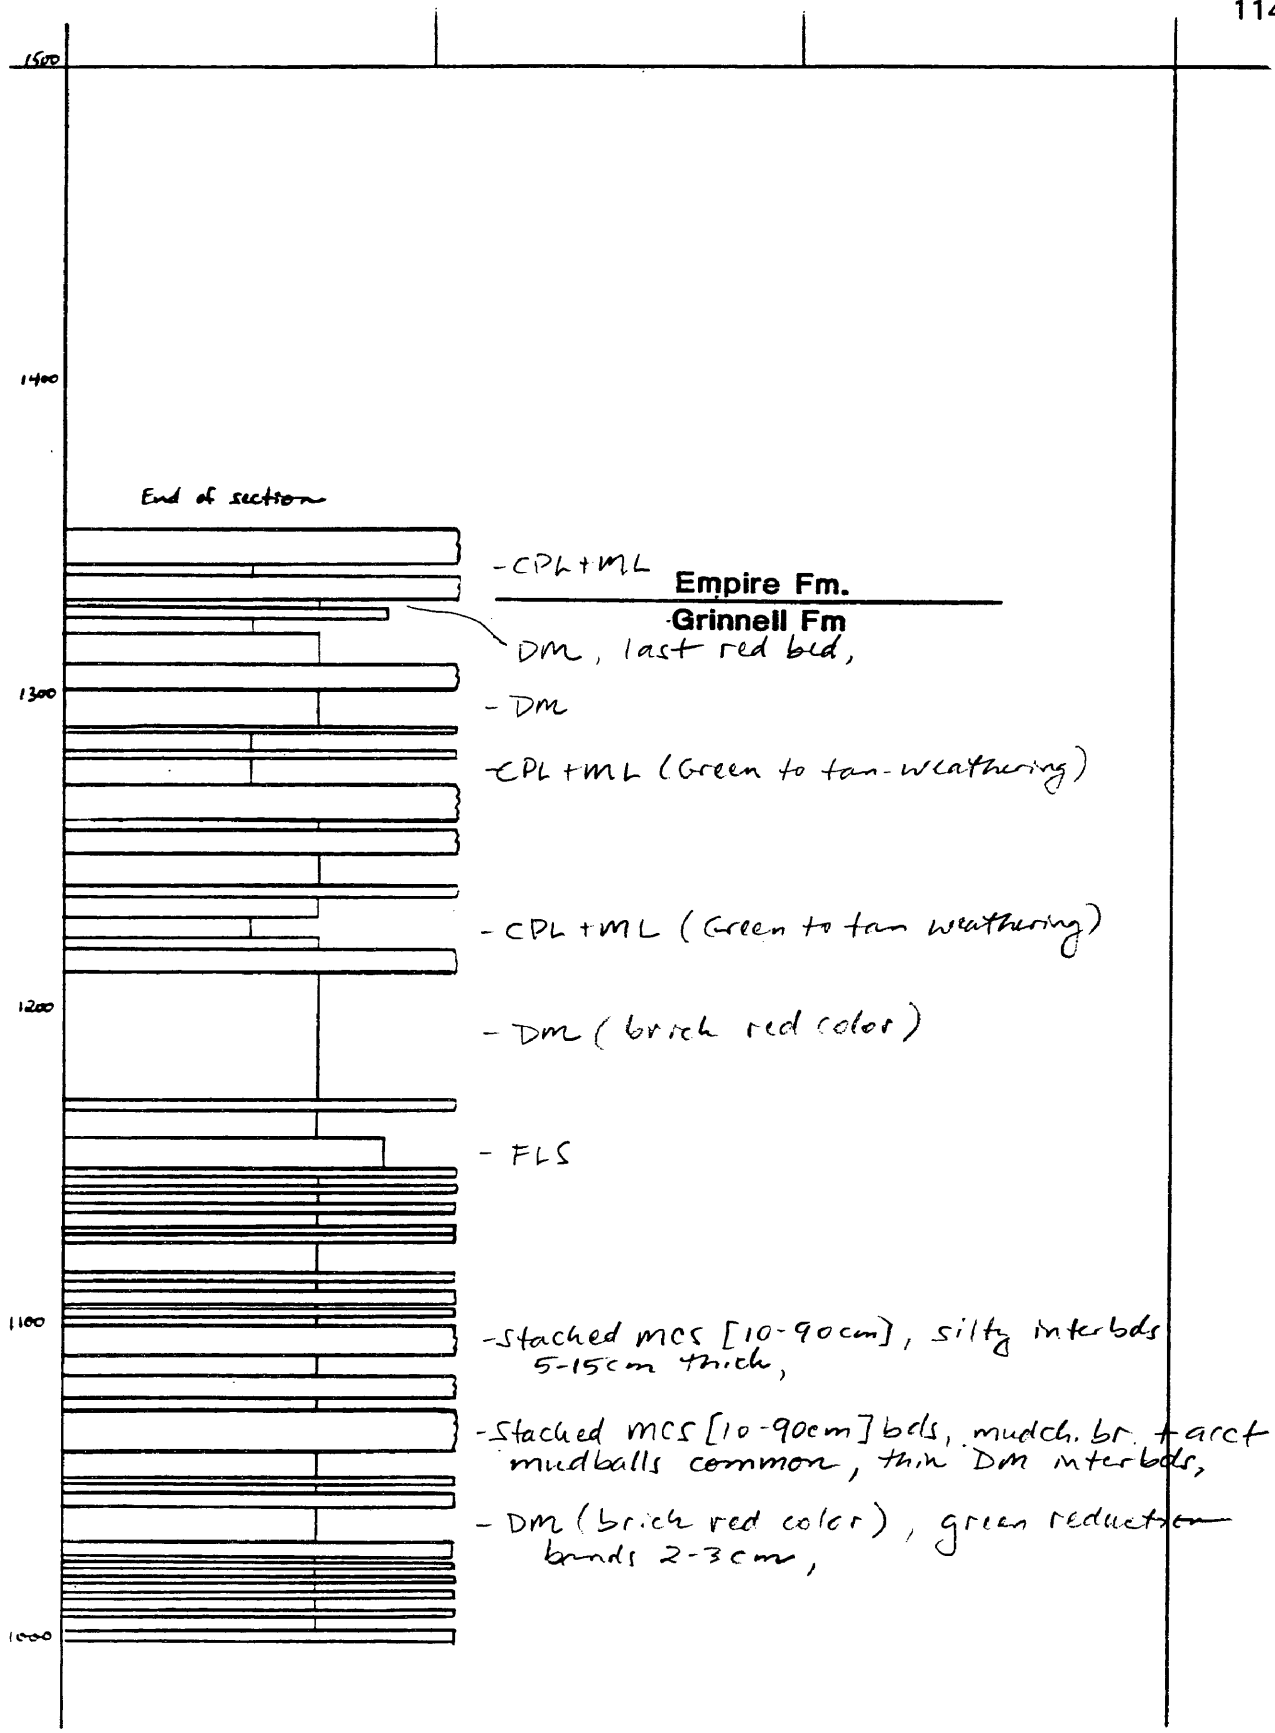 114
1500
1400
End of section
- CPL + ML
Empire Fm.
Grinnell Fm
DM, last red bed,
1300
- DM
- CPL + ML (Green to tan-weathering)
- CPL + ML (Green to tan weathering)
1200
- DM (brick red color)
- FLS
1100
- Stacked MCS [10-90cm], silty interbds
5-15cm thick,
- Stacked MCS [10-90cm] bds, mudch. br. +
mudballs common, thin DM interbds,
- DM (brick red color), green reduction
bands 2-3cm,
1000